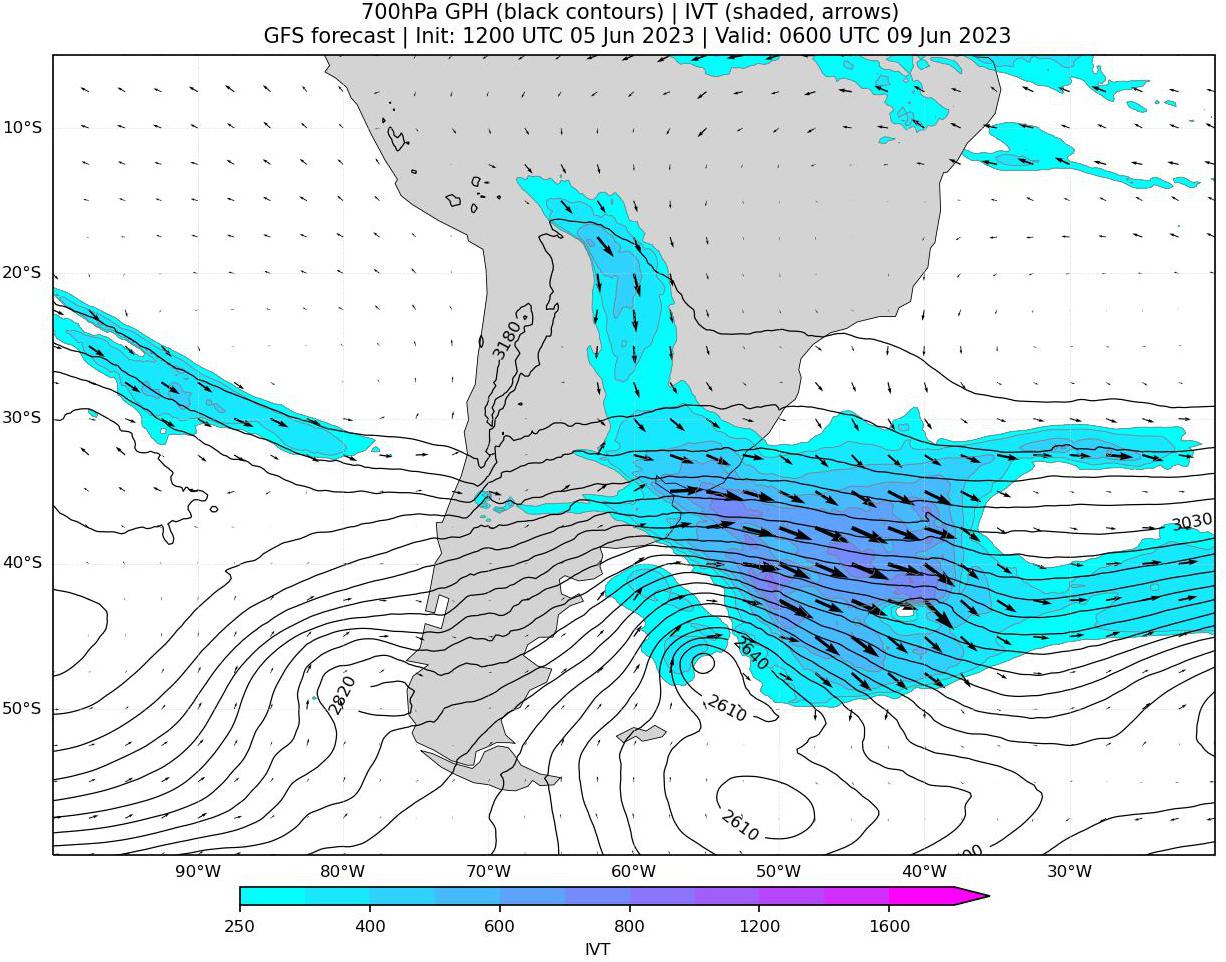 700hPa GPH (black contours) | IVT (shaded, arrows)
GFS forecast | Init: 1200 UTC 05 Jun 2023 | Valid: 0600 UTC 09 Jun 2023
10°S
20°S
3180
30°S
3030
40°S
2640
2820
2610
50°S
2610
90°W 80°W 70°W 60°W 50°W 40°W 30°W
250 400 600 800 1200 1600
IVT